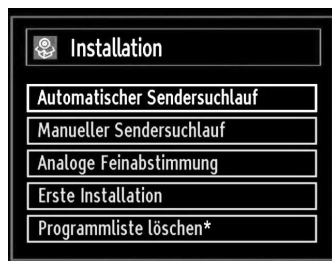 Installation
Automatischer Sendersuchlauf
Manueller Sendersuchlauf
Analoge Feinabstimmung
Erste Installation
Programmliste löschen*